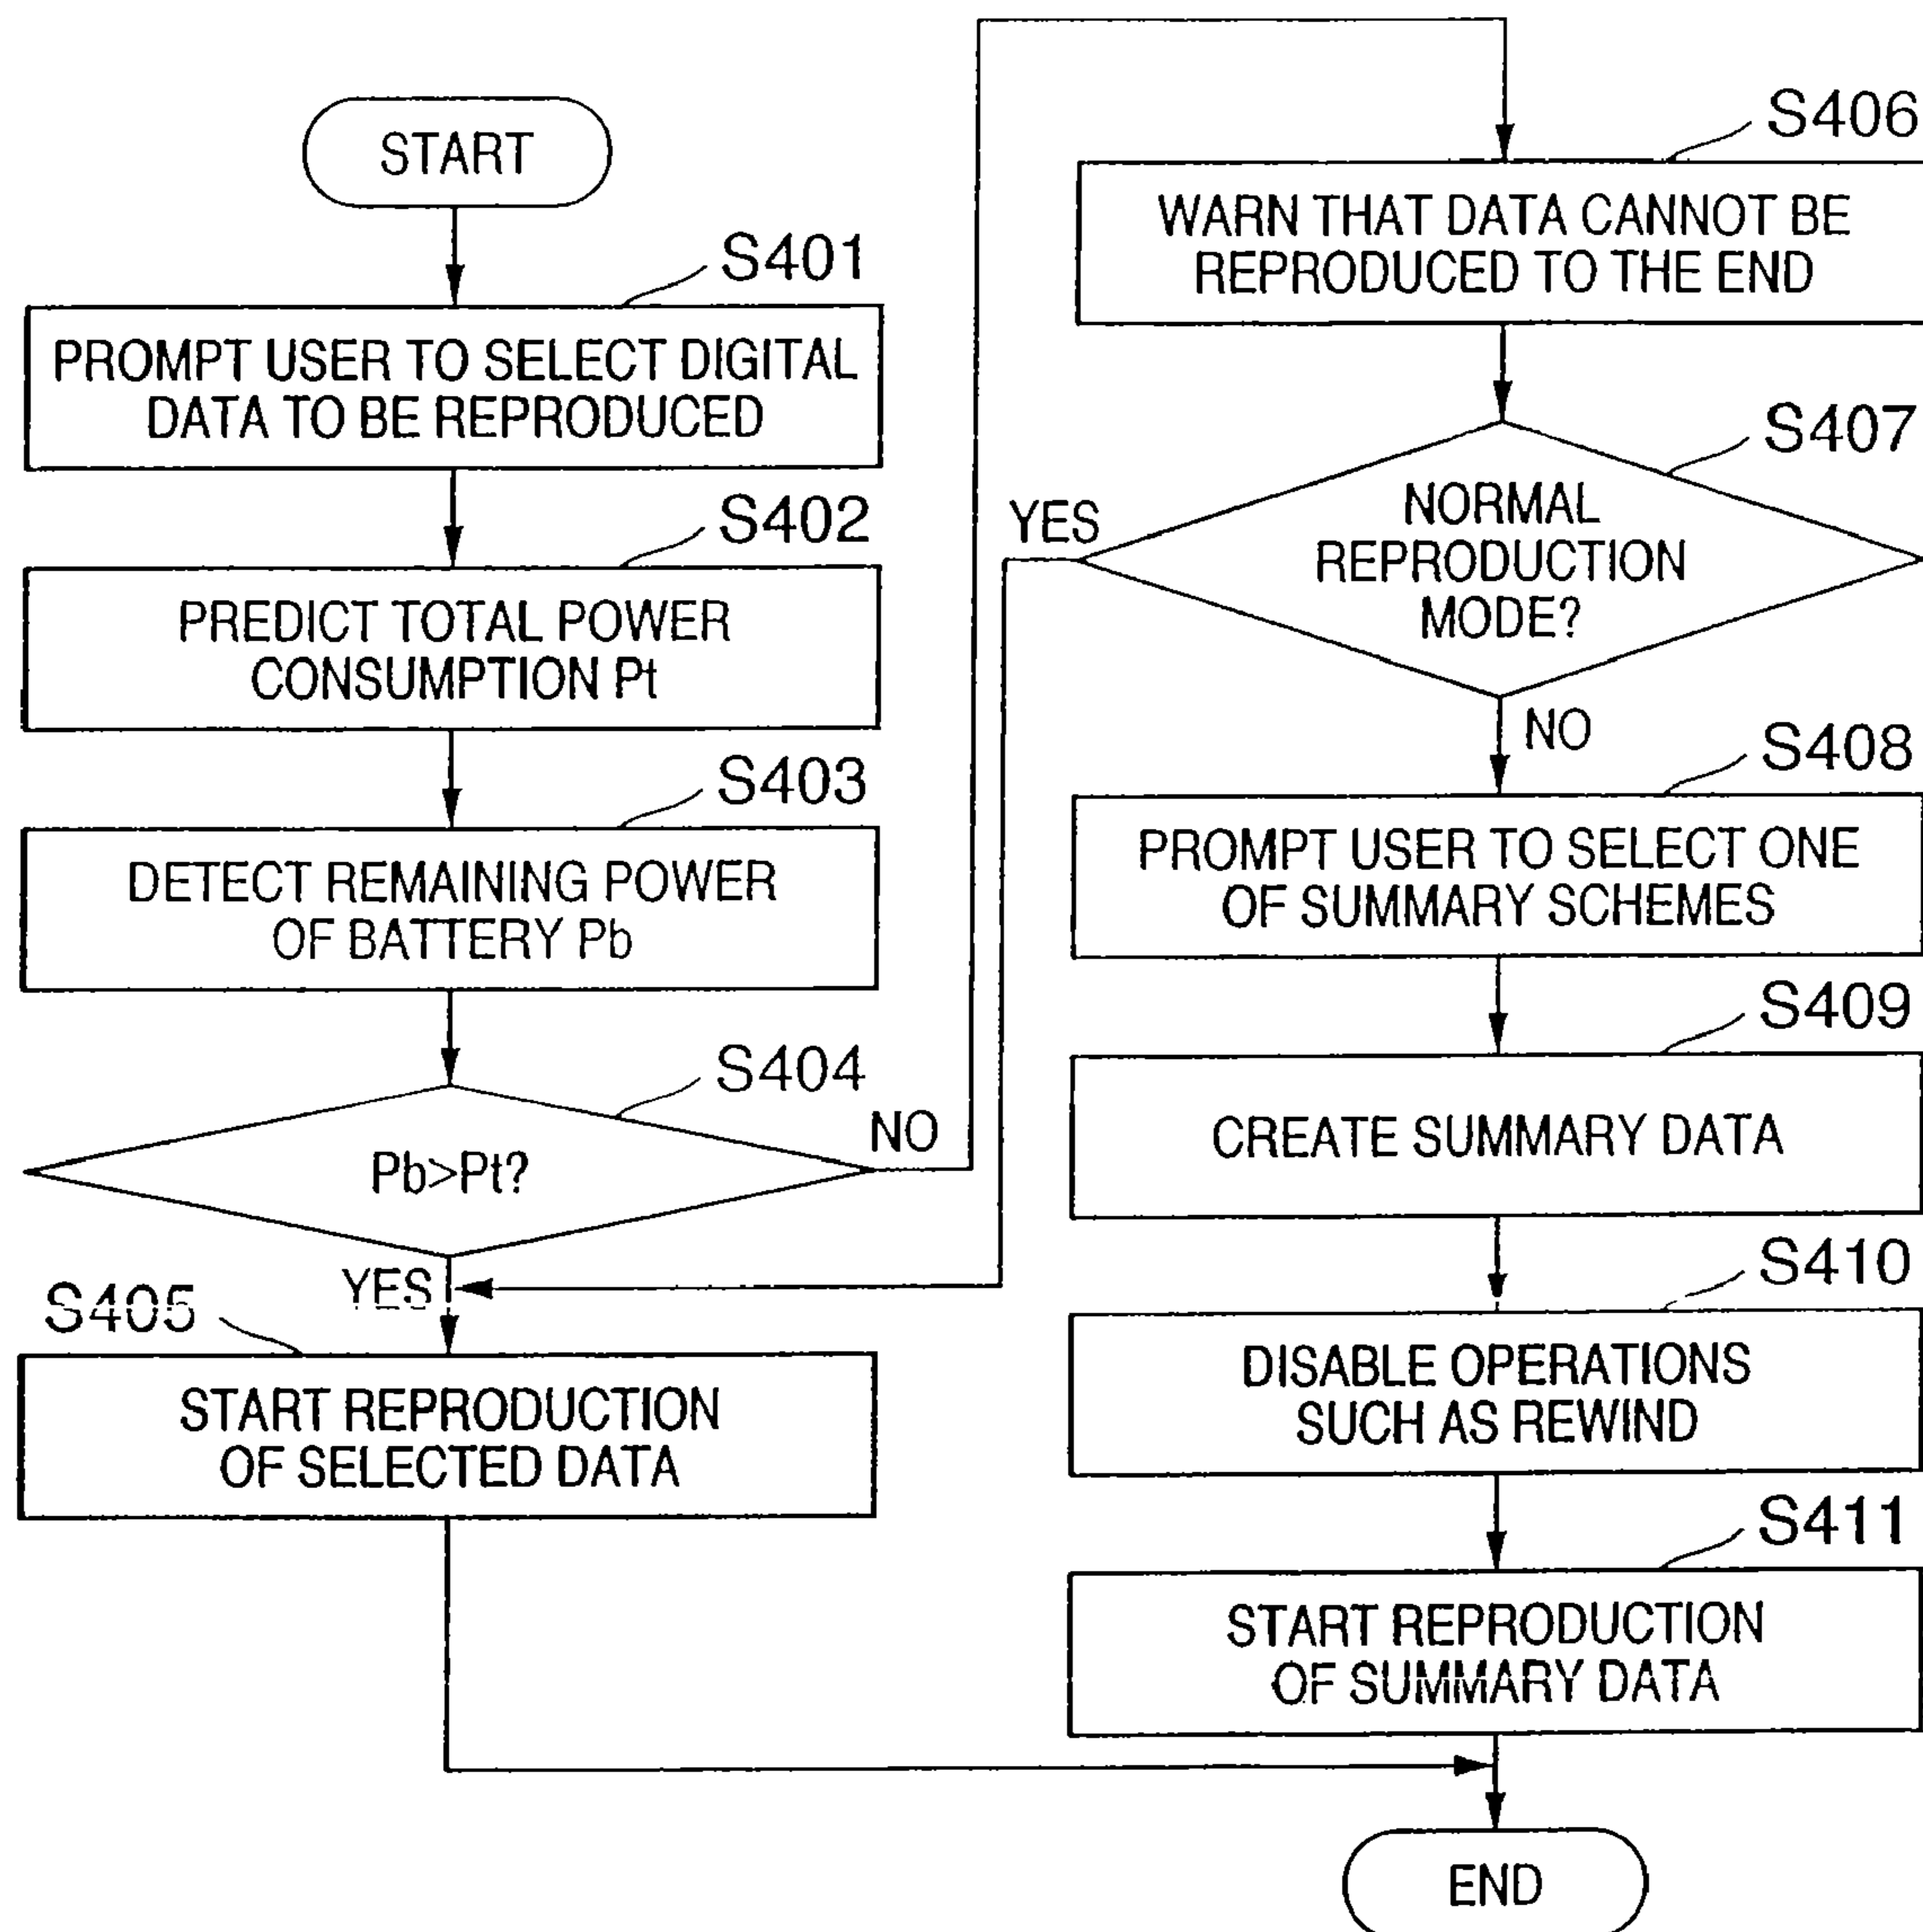 START
S401
PROMPT USER TO SELECT DIGITAL
DATA TO BE REPRODUCED
S402
PREDICT TOTAL POWER
CONSUMPTION Pt
S403
DETECT REMAINING POWER
OF BATTERY Pb
S404
Pb>Pt?
NO
YES
S405
START REPRODUCTION
OF SELECTED DATA
S406
WARN THAT DATA CANNOT BE
REPRODUCED TO THE END
S407
YES
NORMAL
REPRODUCTION
MODE?
NO
S408
PROMPT USER TO SELECT ONE
OF SUMMARY SCHEMES
S409
CREATE SUMMARY DATA
S410
DISABLE OPERATIONS
SUCH AS REWIND
S411
START REPRODUCTION
OF SUMMARY DATA
END